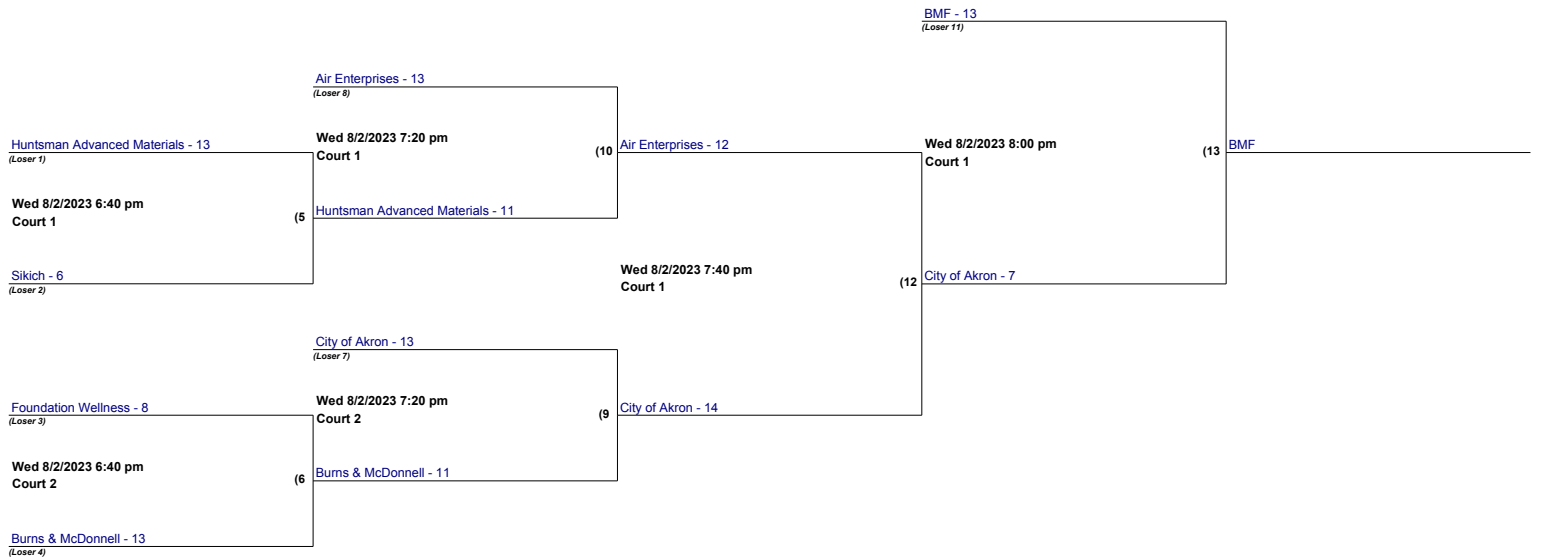 BMF - 13
(Loser 11)
Air Enterprises - 13
(Loser 8)
Huntsman Advanced Materials - 13
(Loser 1)
Wed 8/2/2023 7:20 pm
Court 1
(10
Air Enterprises - 12
Wed 8/2/2023 8:00 pm
Court 1
(13
BMF
Wed 8/2/2023 6:40 pm
Court 1
(5
Huntsman Advanced Materials - 11
Sikich - 6
(Loser 2)
Wed 8/2/2023 7:40 pm
Court 1
(12
City of Akron - 7
City of Akron - 13
(Loser 7)
Foundation Wellness - 8
(Loser 3)
Wed 8/2/2023 7:20 pm
Court 2
(9
City of Akron - 14
Wed 8/2/2023 6:40 pm
Court 2
(6
Burns & McDonnell - 11
Burns & McDonnell - 13
(Loser 4)